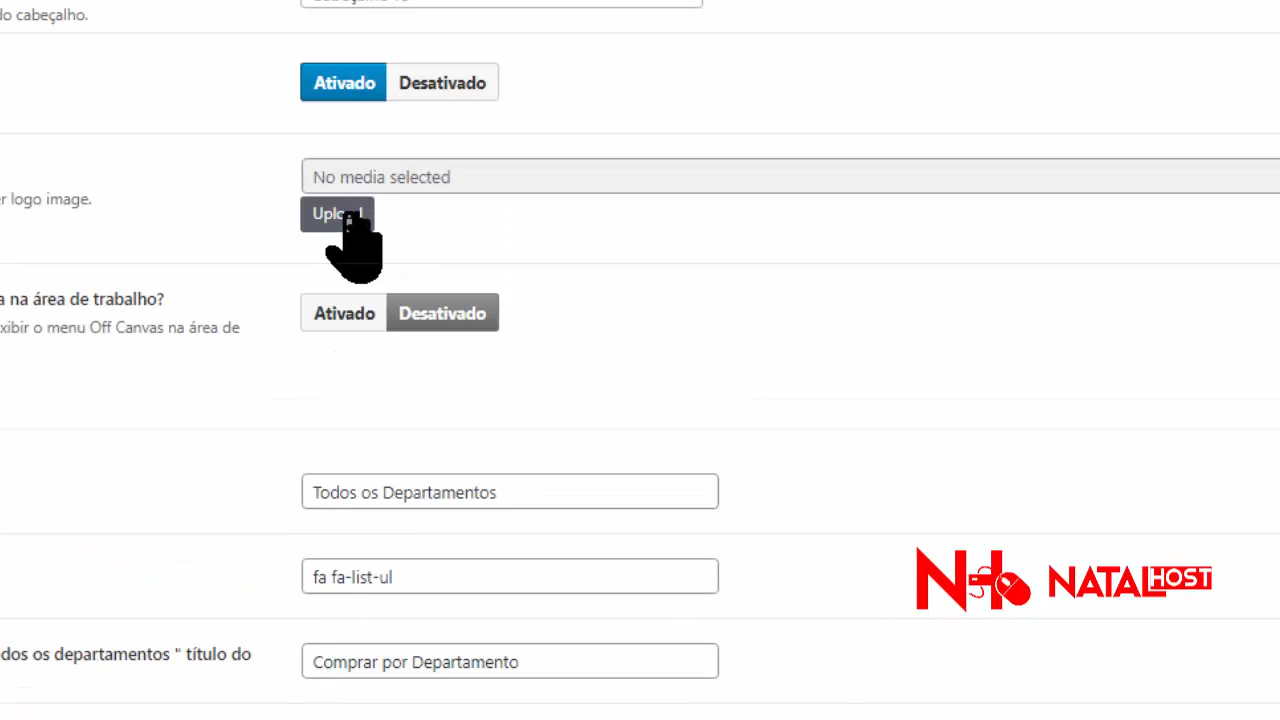 do cabeçalho.
Ativado Desativado
No media selected
r logo image.
a na área de trabalho?
xibir o menu Off Canvas na área de
Ativado Desativado
Todos os Departamentos
fa fa-list-ul
NH NATALHOST
dos os departamentos " título do
Comprar por Departamento